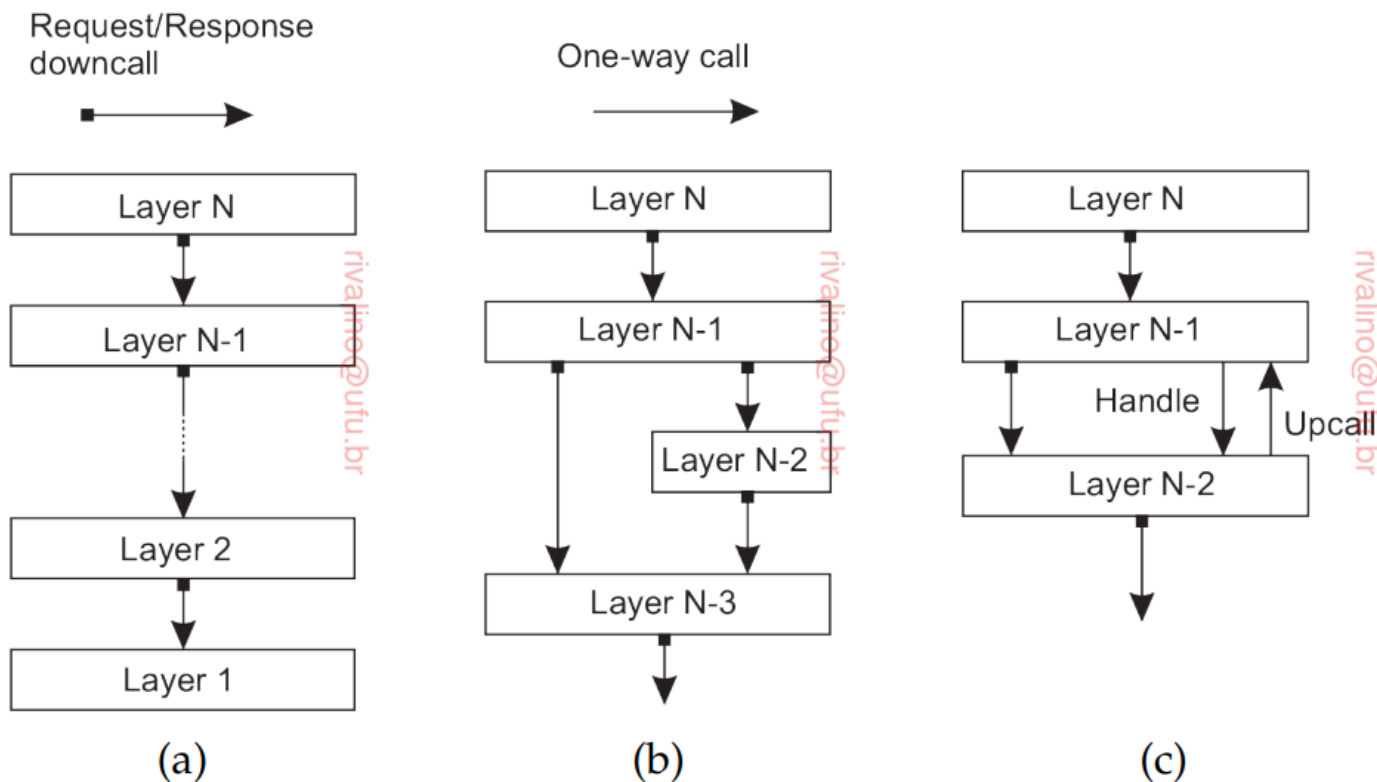 Request/Response
downcall
One-way call
Layer N
Layer N-1
Layer 2
Layer 1
(a)
Layer N
Layer N-1
Layer N-2
Layer N-3
(b)
Layer N
Layer N-1
Handle
Upcall
Layer N-2
(c)
rivalino@ufu.br
rivalino@ufu.br
rivalino@ufu.br